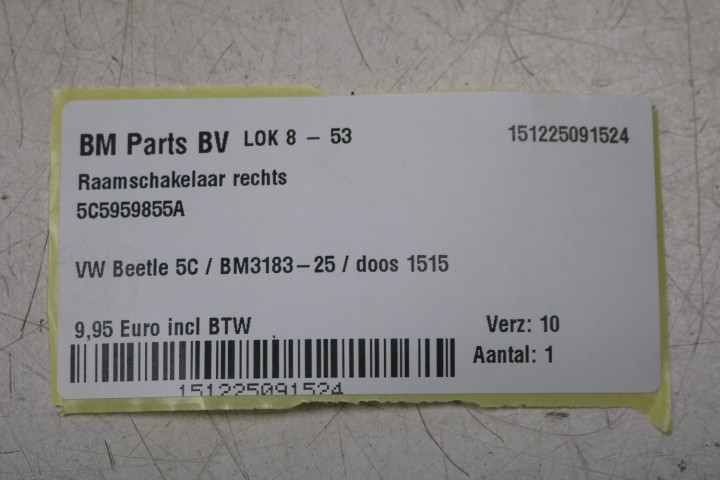 BM Parts BV LOK 8 - 53 151225091524
Raamschakelaar rechts
5C5959855A
VW Beetle 5C / BM3183-25 / doos 1515
9,95 Euro incl BTW Verz: 10
Aantal: 1
151225091524